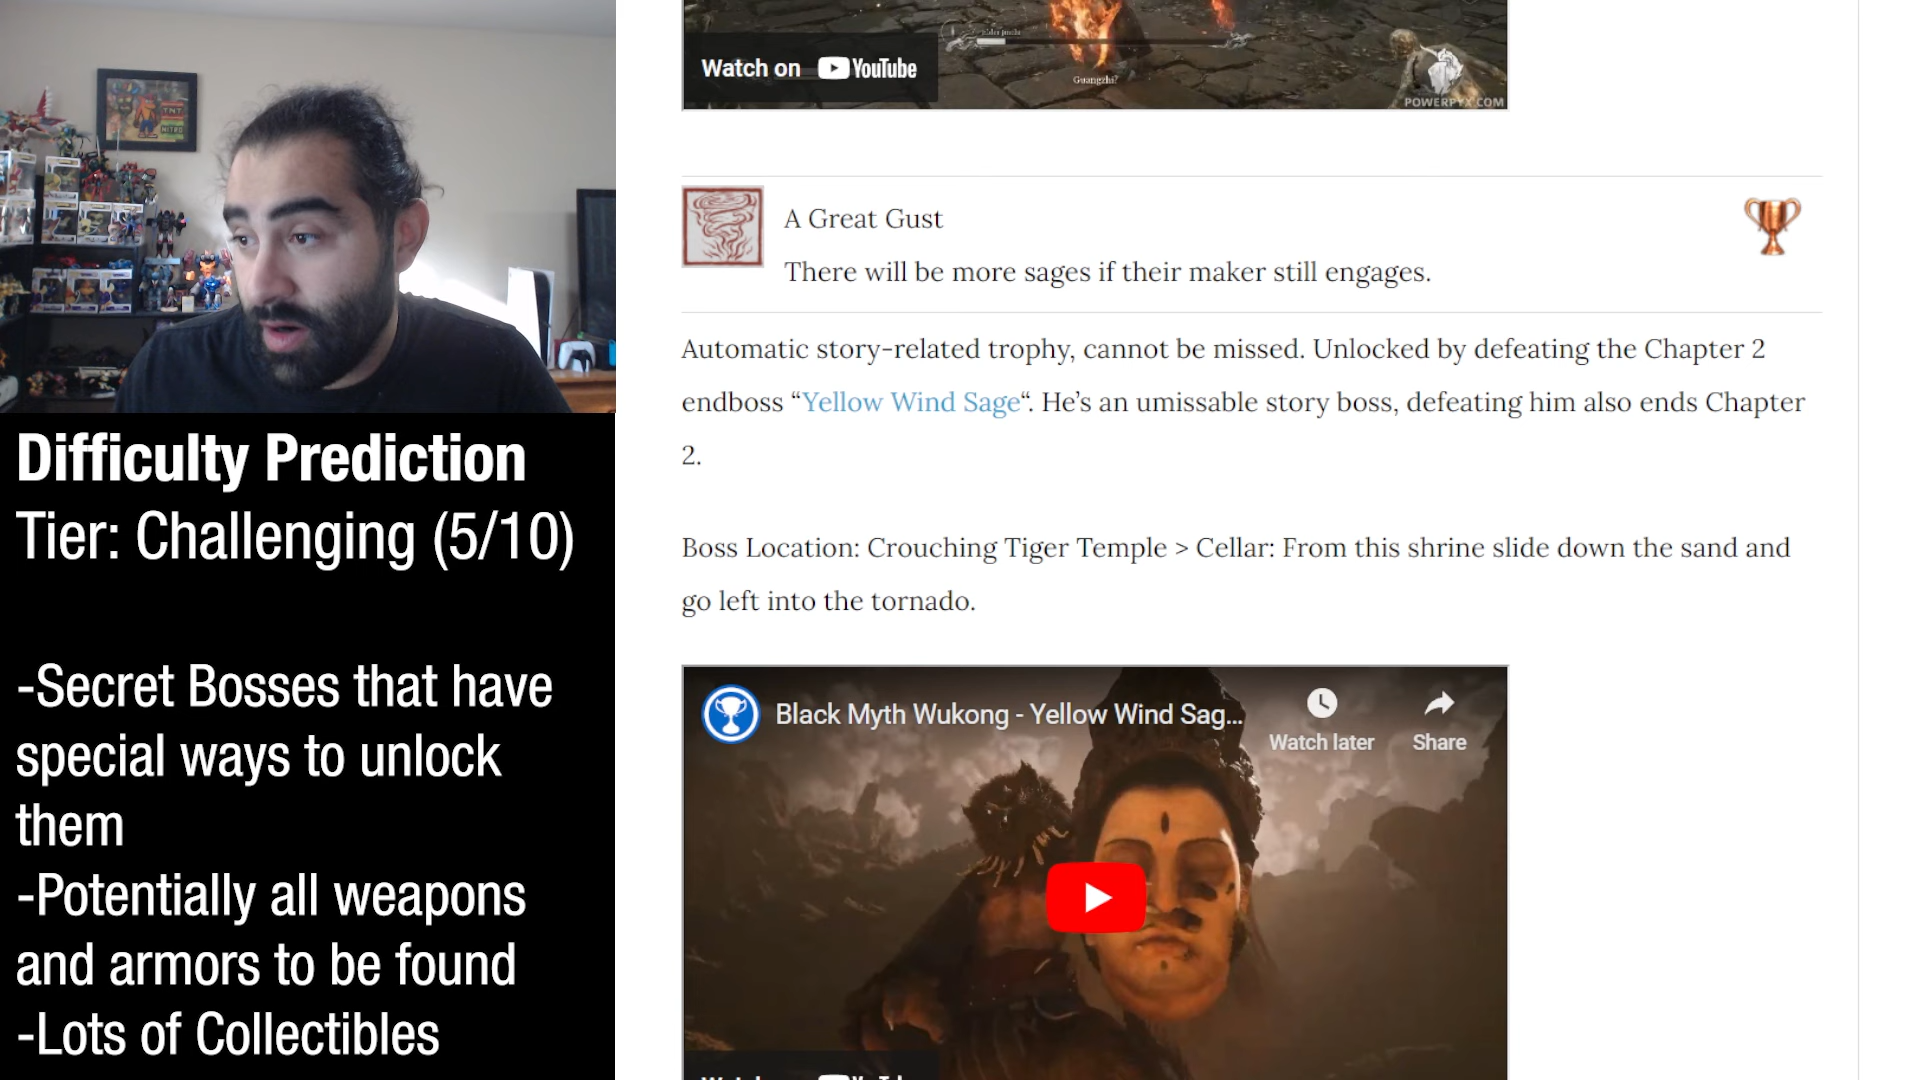 TNT
NITRO
Difficulty Prediction
Tier: Challenging (5/10)
-Secret Bosses that have
special ways to unlock
them
-Potentially all weapons
and armors to be found
-Lots of Collectibles
Watch on YouTube
Guangzhi?
POWERPYX.COM
A Great Gust
There will be more sages if their maker still engages.
Automatic story-related trophy, cannot be missed. Unlocked by defeating the Chapter 2
endboss “Yellow Wind Sage“. He’s an umissable story boss, defeating him also ends Chapter
2.
Boss Location: Crouching Tiger Temple > Cellar: From this shrine slide down the sand and
go left into the tornado.
Black Myth Wukong - Yellow Wind Sag...
Watch later
Share